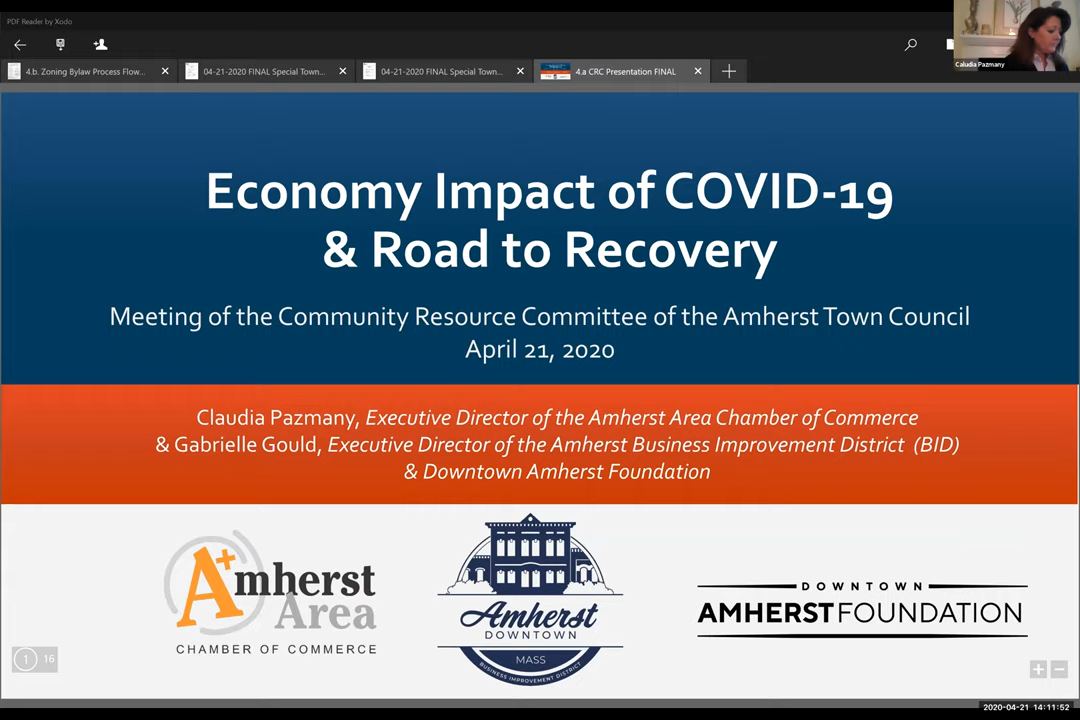 PDF Reader by Xodo
Caludia Pazmany
4.b. Zoning Bylaw Process Flow...
04-21-2020 FINAL Special Town...
04-21-2020 FINAL Special Town...
4.a CRC Presentation FINAL
Economy Impact of COVID-19
& Road to Recovery
Meeting of the Community Resource Committee of the Amherst Town Council
April 21, 2020
Claudia Pazmany, Executive Director of the Amherst Area Chamber of Commerce
& Gabrielle Gould, Executive Director of the Amherst Business Improvement District (BID)
& Downtown Amherst Foundation
A+mherst
Area
CHAMBER OF COMMERCE
Amherst
DOWNTOWN
MASS
BUSINESS IMPROVEMENT DISTRICT
DOWNTOWN
AMHERST FOUNDATION
1 16
2020-04-21 14:11:52